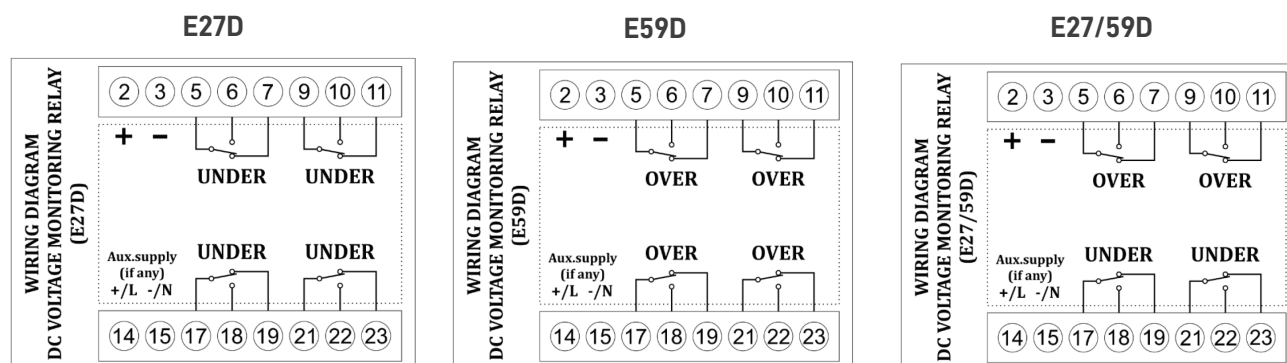 E27D
WIRING DIAGRAM
DC VOLTAGE MONITORING RELAY
(E27D)
2 3 5 6 7 9 10 11
+ −
UNDER UNDER
UNDER UNDER
Aux.supply
(if any)
+/L -/N
14 15 17 18 19 21 22 23
E59D
WIRING DIAGRAM
DC VOLTAGE MONITORING RELAY
(E59D)
2 3 5 6 7 9 10 11
+ −
OVER OVER
OVER OVER
Aux.supply
(if any)
+/L -/N
14 15 17 18 19 21 22 23
E27/59D
WIRING DIAGRAM
DC VOLTAGE MONITORING RELAY
(E27/59D)
2 3 5 6 7 9 10 11
+ −
OVER OVER
UNDER UNDER
Aux.supply
(if any)
+/L -/N
14 15 17 18 19 21 22 23